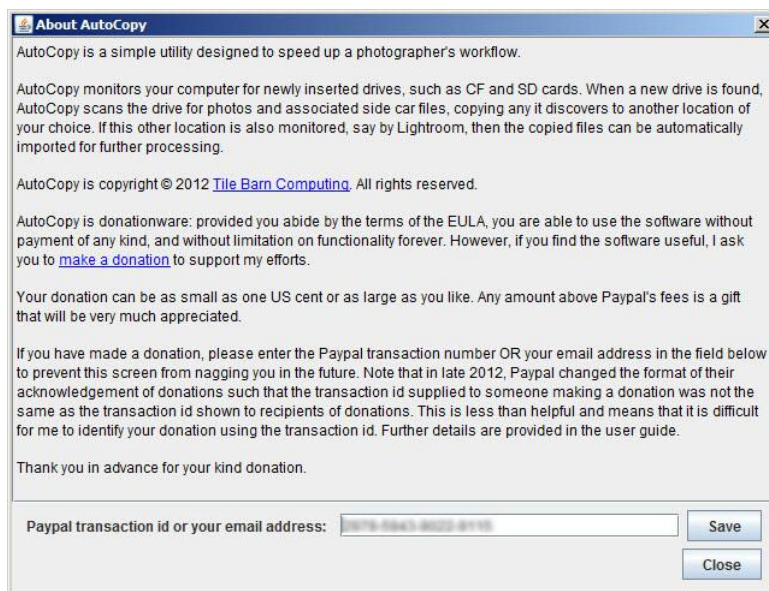 About AutoCopy
AutoCopy is a simple utility designed to speed up a photographer's workflow.
AutoCopy monitors your computer for newly inserted drives, such as CF and SD cards. When a new drive is found,
AutoCopy scans the drive for photos and associated side car files, copying any it discovers to another location of
your choice. If this other location is also monitored, say by Lightroom, then the copied files can be automatically
imported for further processing.
AutoCopy is copyright © 2012 Tile Barn Computing. All rights reserved.
AutoCopy is donationware: provided you abide by the terms of the EULA, you are able to use the software without
payment of any kind, and without limitation on functionality forever. However, if you find the software useful, I ask
you to make a donation to support my efforts.
Your donation can be as small as one US cent or as large as you like. Any amount above Paypal's fees is a gift
that will be very much appreciated.
If you have made a donation, please enter the Paypal transaction number OR your email address in the field below
to prevent this screen from nagging you in the future. Note that in late 2012, Paypal changed the format of their
acknowledgement of donations such that the transaction id supplied to someone making a donation was not the
same as the transaction id shown to recipients of donations. This is less than helpful and means that it is difficult
for me to identify your donation using the transaction id. Further details are provided in the user guide.
Thank you in advance for your kind donation.
Paypal transaction id or your email address:
Save
Close